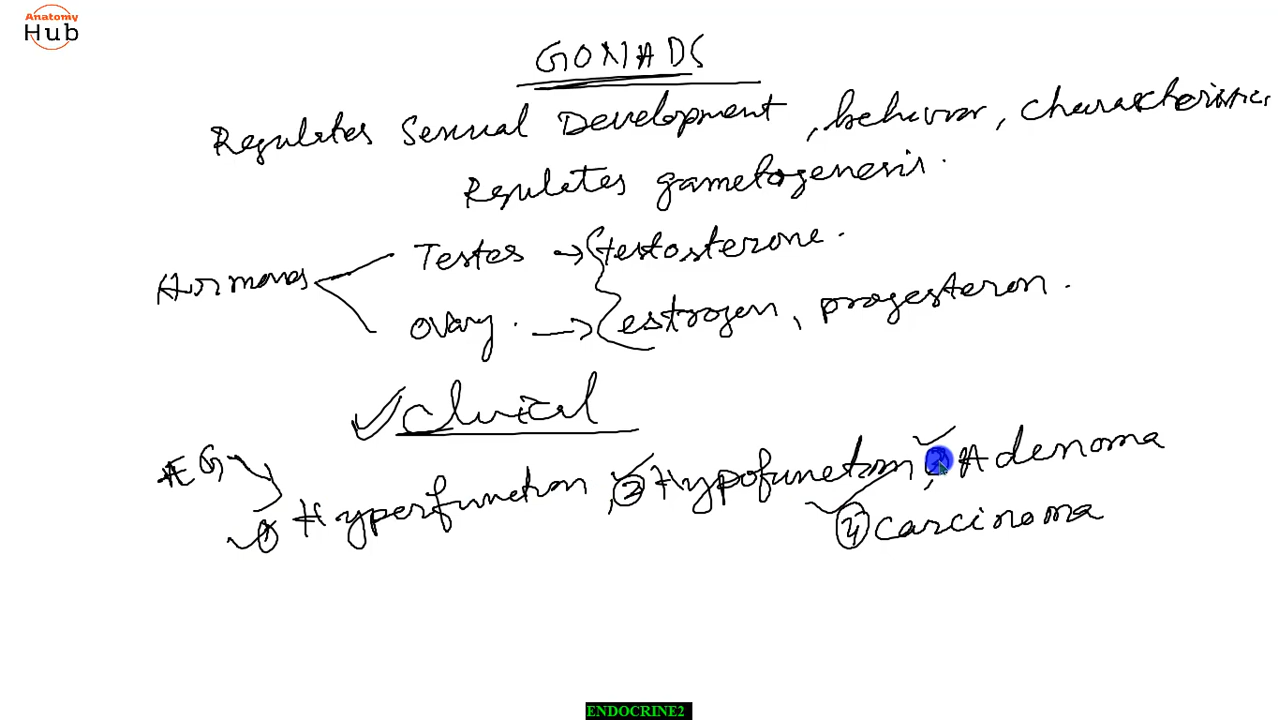 Anatomy
Hub
GONADS
Regulates Sexual Development, behavior, characteristics
Regulates gametogenesis.
Hormones Testes → testosterone.
Ovary. → estrogen, progesteron.
Clinical
EG
① Hyperfunction, ② Hypofunction, ③ Adenoma
④ carcinoma
ENDOCRINE2